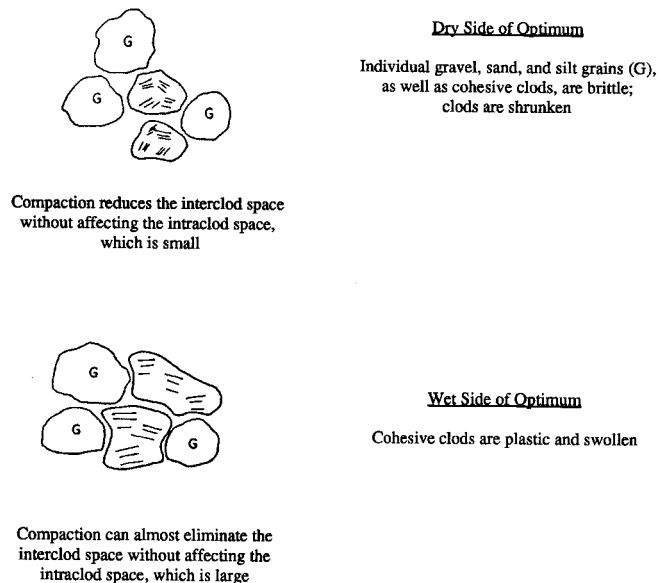 G
G
G
Dry Side of Optimum
Individual gravel, sand, and silt grains (G),
as well as cohesive clods, are brittle;
clods are shrunken
Compaction reduces the interclod space
without affecting the intraclod space,
which is small
G
G
G
Wet Side of Optimum
Cohesive clods are plastic and swollen
Compaction can almost eliminate the
interclod space without affecting the
intraclod space, which is large